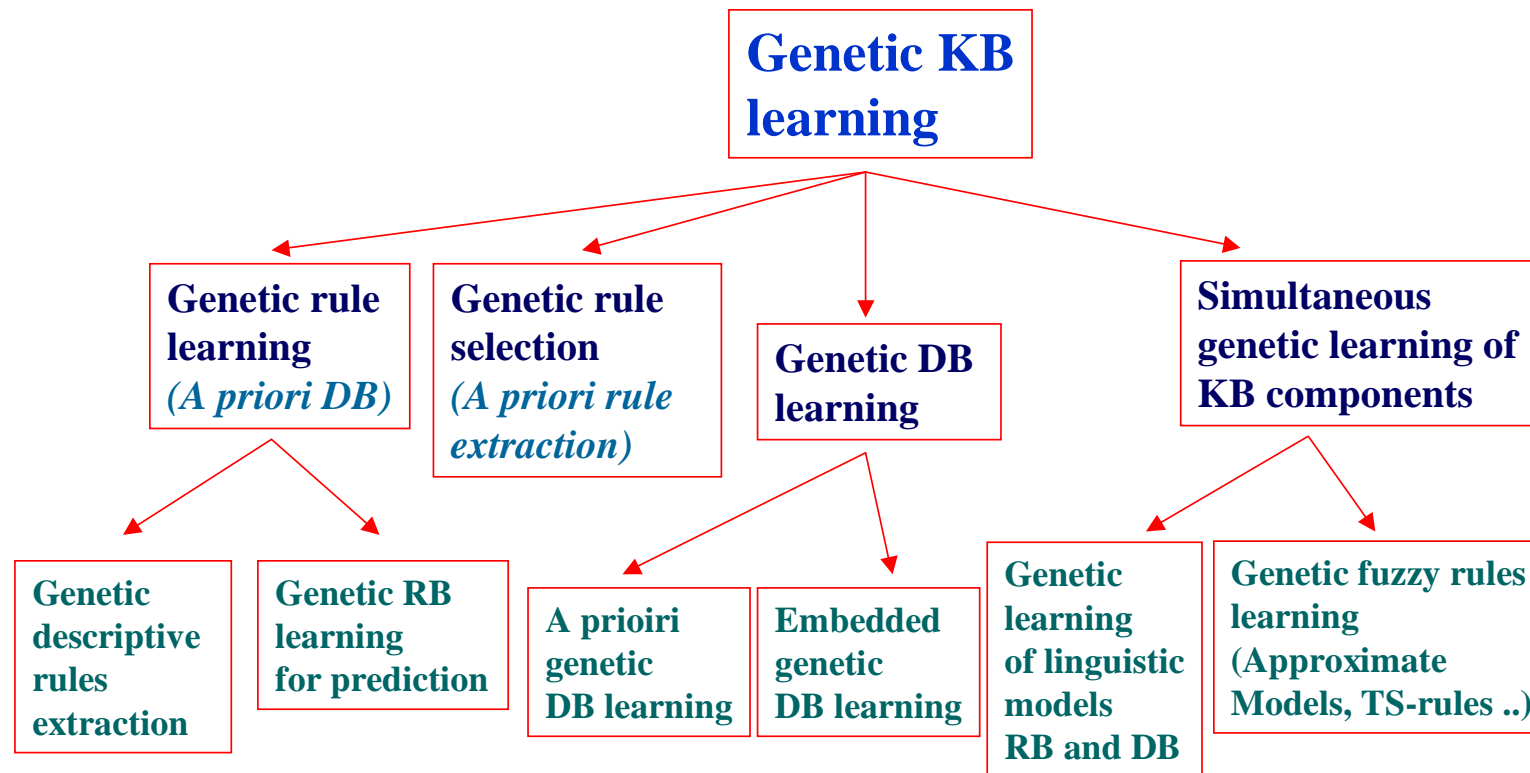 Genetic KB
learning
Genetic rule
learning
(A priori DB)
Genetic rule
selection
(A priori rule
extraction)
Genetic DB
learning
Simultaneous
genetic learning of
KB components
Genetic
descriptive
rules
extraction
Genetic RB
learning
for prediction
A prioiri
genetic
DB learning
Embedded
genetic
DB learning
Genetic
learning
of linguistic
models
RB and DB
Genetic fuzzy rules
learning
(Approximate
Models, TS-rules ..)